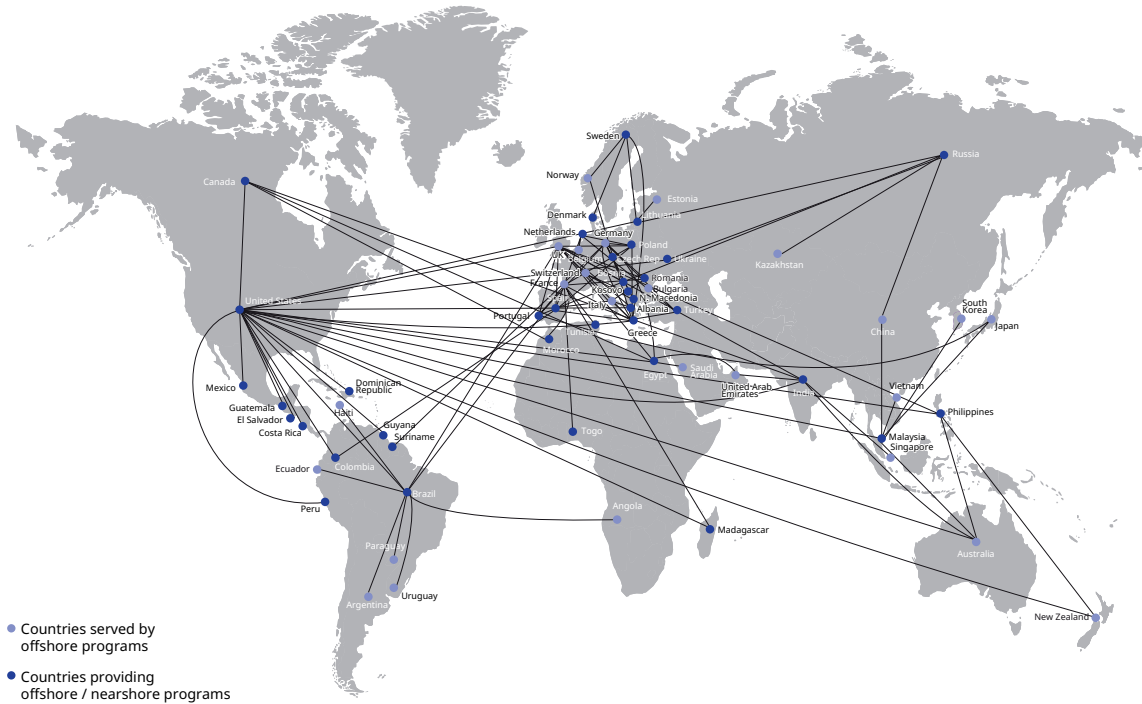 Sweden
Russia
Canada
Norway
Estonia
Denmark
Lithuania
Netherlands
Germany
Poland
UK
Belgium
Czech Rep.
Ukraine
Kazakhstan
Switzerland
France
Romania
Kosovo
Bulgaria
N. Macedonia
Italy
Albania
United States
Portugal
Turkey
Greece
Tunisia
Morocco
China
South
Korea
Japan
Egypt
Saudi
Arabia
United Arab
Emirates
India
Vietnam
Mexico
Dominican
Republic
Guatemala
Haiti
El Salvador
Costa Rica
Guyana
Suriname
Togo
Philippines
Malaysia
Singapore
Ecuador
Colombia
Peru
Brazil
Angola
Madagascar
Paraguay
Australia
Uruguay
Argentina
New Zealand
Countries served by
offshore programs
Countries providing
offshore / nearshore programs